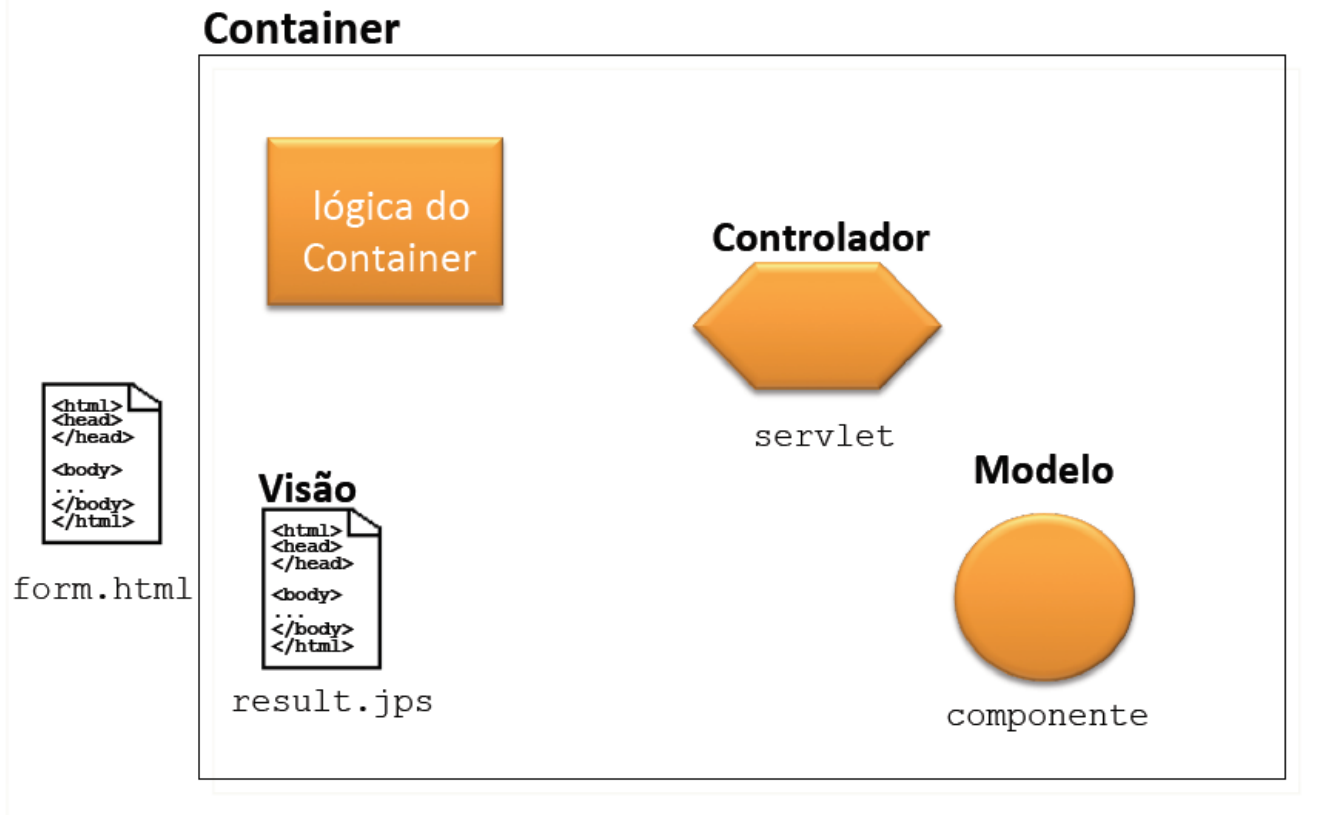 Container
lógica do
Container
Controlador
servlet
<html>
<head>
</head>
<body>
...
</body>
</html>
form.html
Visão
<html>
<head>
</head>
<body>
...
</body>
</html>
result.jps
Modelo
componente